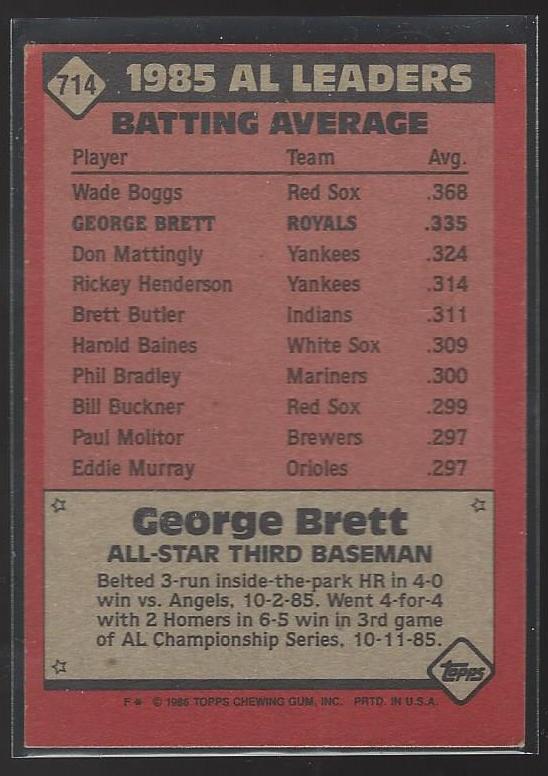 714 1985 AL LEADERS
BATTING AVERAGE
Player Team Avg.
Wade Boggs Red Sox .368
GEORGE BRETT ROYALS .335
Don Mattingly Yankees .324
Rickey Henderson Yankees .314
Brett Butler Indians .311
Harold Baines White Sox .309
Phil Bradley Mariners .300
Bill Buckner Red Sox .299
Paul Molitor Brewers .297
Eddie Murray Orioles .297
George Brett
ALL-STAR THIRD BASEMAN
Belted 3-run inside-the-park HR in 4-0
win vs. Angels, 10-2-85. Went 4-for-4
with 2 Homers in 6-5 win in 3rd game
of AL Championship Series, 10-11-85.
TOPPS
F* © 1986 TOPPS CHEWING GUM, INC. PRTD. IN U.S.A.